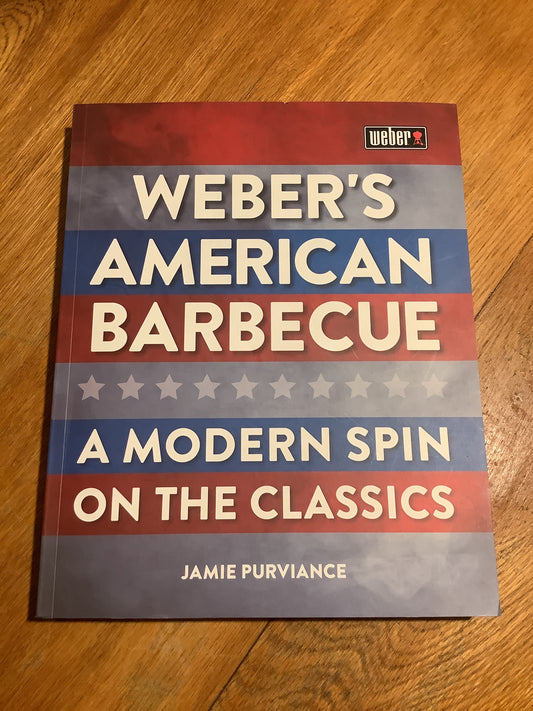 weber
WEBER'S
AMERICAN
BARBECUE
A MODERN SPIN
ON THE CLASSICS
JAMIE PURVIANCE